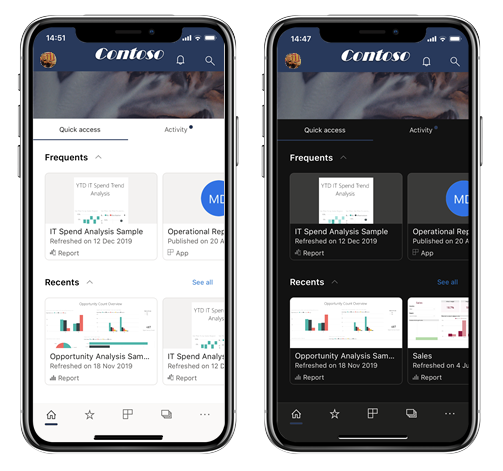 14:51
Contoso
Quick access
Activity
Frequents
YTD IT Spend Trend
Analysis
MD
IT Spend Analysis Sample
Refreshed on 12 Dec 2019
Report
Operational Rep
Published on 20 A
App
Recents
See all
Opportunity Count Overview
YTD IT Spend Trend
Analysis
Opportunity Analysis Sam...
Refreshed on 18 Nov 2019
Report
IT Spend Analysis
Refreshed on 12 D
Report
14:47
Contoso
Quick access
Activity
Frequents
YTD IT Spend Trend
Analysis
MD
IT Spend Analysis Sample
Refreshed on 12 Dec 2019
Report
Operational Rep
Published on 20 A
App
Recents
See all
Opportunity Count Overview
Opportunity Analysis Sam...
Refreshed on 18 Nov 2019
Report
Sales
Refreshed on 4 Ju
Report